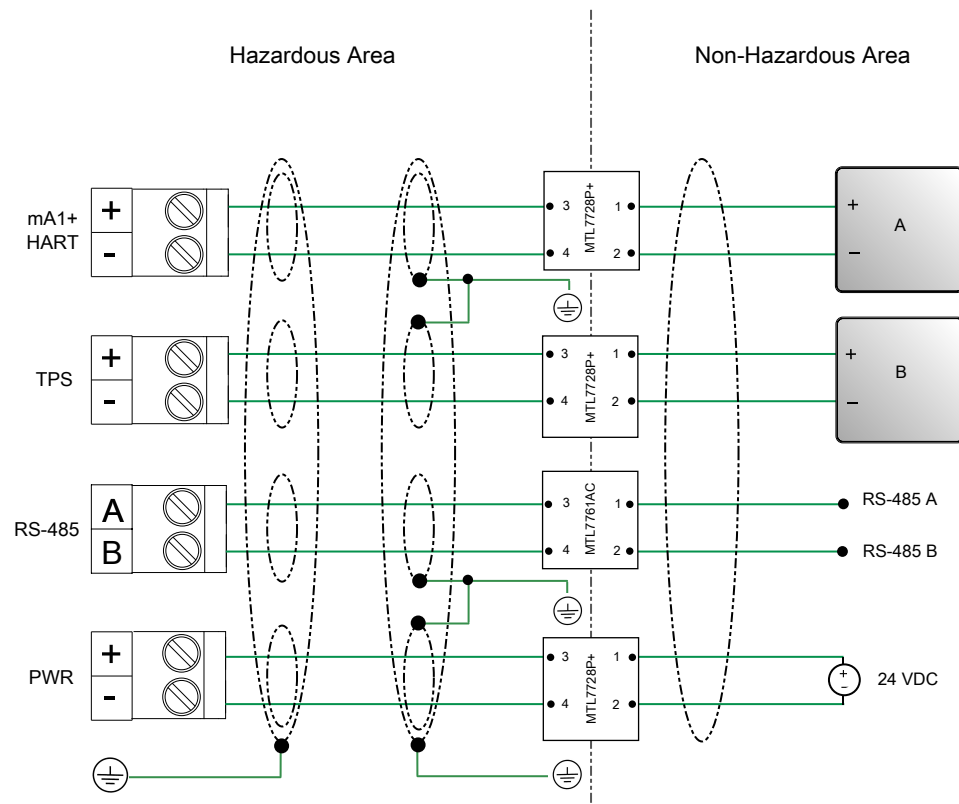 Hazardous Area
Non-Hazardous Area
mA1+
HART
+
-
3
4
MTL7728P+
1
2
+
–
A
TPS
+
-
3
4
MTL7728P+
1
2
+
–
B
RS-485
A
B
3
4
MTL7761AC
1
2
RS-485 A
RS-485 B
PWR
+
-
3
4
MTL7728P+
1
2
+
-
24 VDC